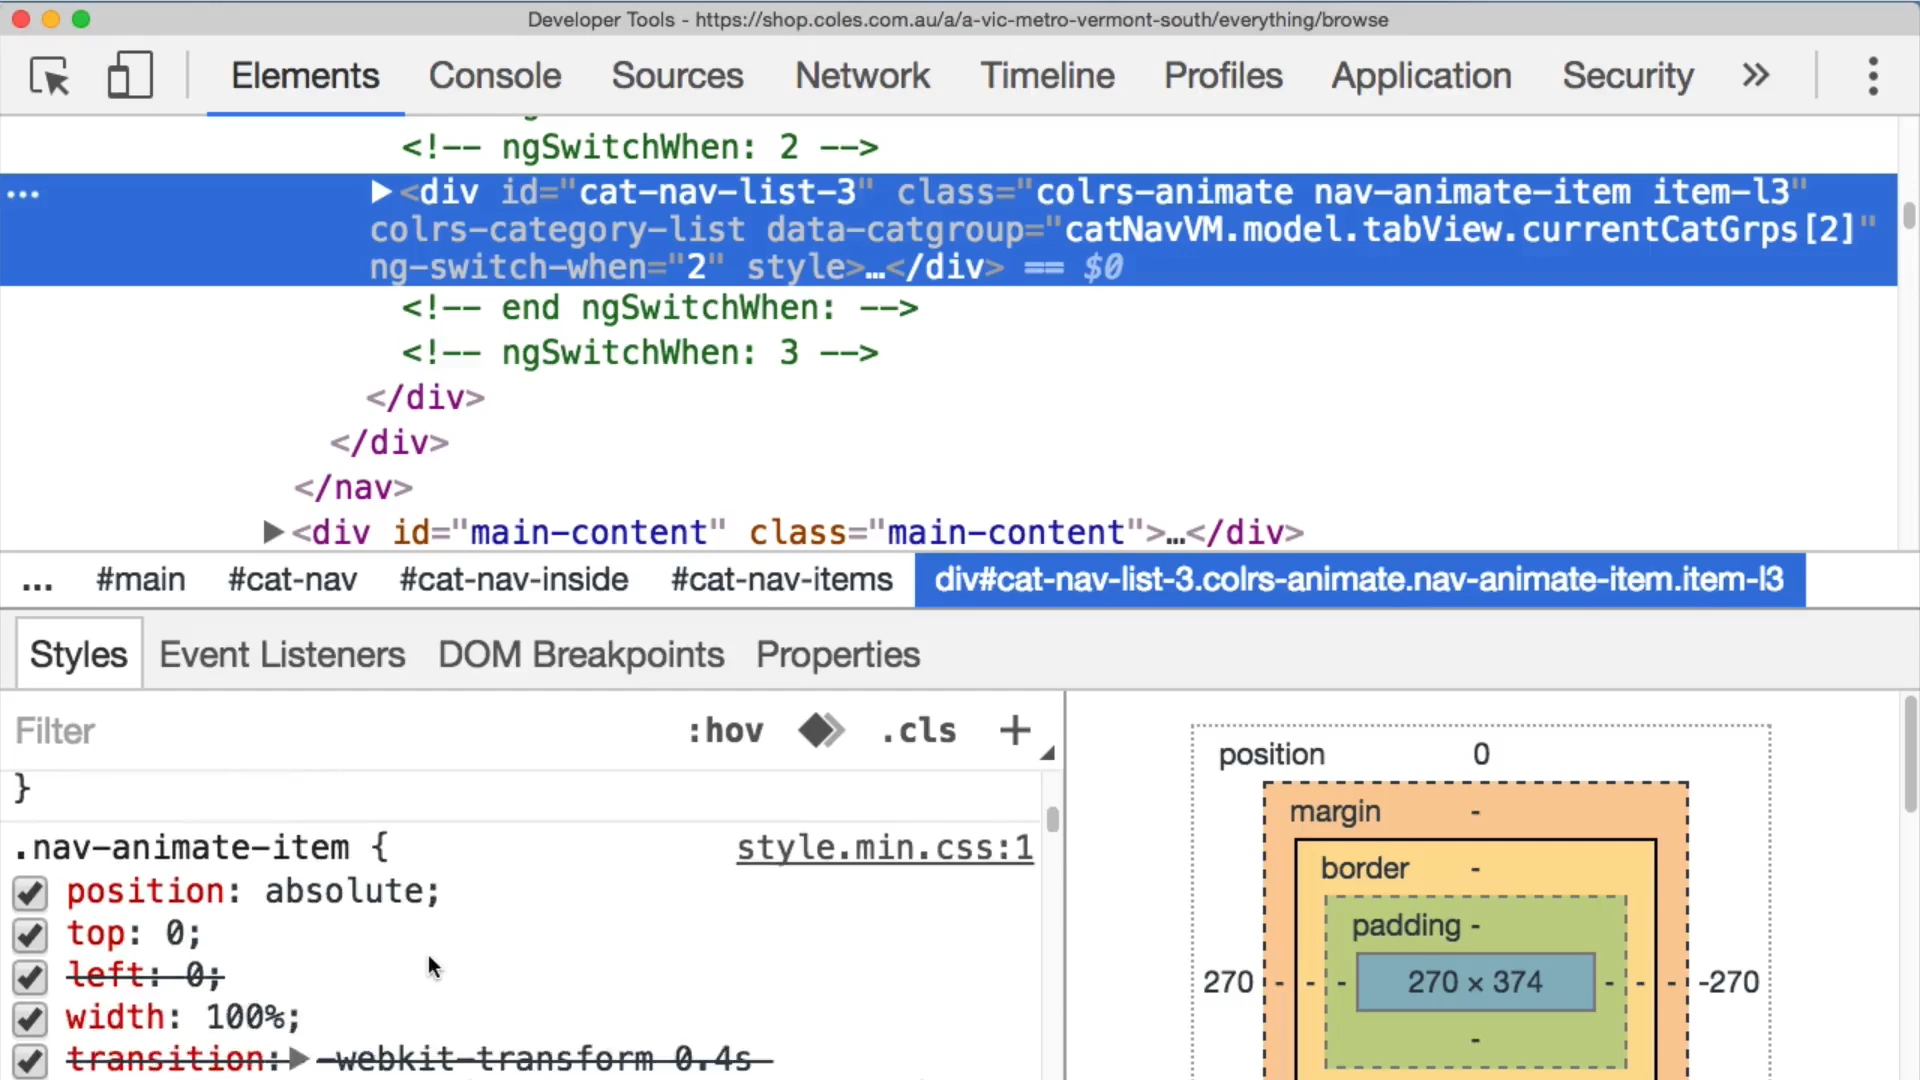 Developer Tools - https://shop.coles.com.au/a/a-vic-metro-vermont-south/everything/browse
Elements Console Sources Network Timeline Profiles Application Security »
<!-- ngSwitchWhen: 2 -->
... ▶<div id="cat-nav-list-3" class="colrs-animate nav-animate-item item-l3"
colrs-category-list data-catgroup="catNavVM.model.tabView.currentCatGrps[2]"
ng-switch-when="2" style>…</div> == $0
<!-- end ngSwitchWhen: -->
<!-- ngSwitchWhen: 3 -->
</div>
</div>
</nav>
▶<div id="main-content" class="main-content">…</div>
... #main #cat-nav #cat-nav-inside #cat-nav-items div#cat-nav-list-3.colrs-animate.nav-animate-item.item-l3
Styles Event Listeners DOM Breakpoints Properties
Filter :hov .cls +
}
.nav-animate-item { style.min.css:1
position: absolute;
top: 0;
left: 0;
width: 100%;
transition:▶ -webkit-transform 0.4s
position 0
margin -
border -
padding -
270 - - - 270 × 374 - - - -270
-